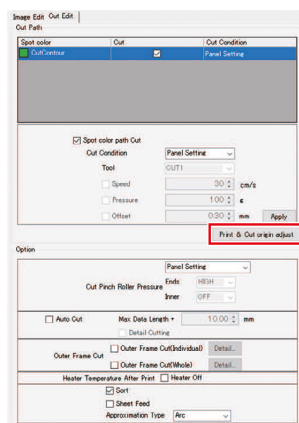 Image Edit Cut Edit
Cut Path
Spot color Cut Cut Condition
CutContour Panel Setting
Spot color path Cut
Cut Condition Panel Setting
Tool CUT1
Speed 30 cm/s
Pressure 100 g
Offset 0.30 mm Apply
Print & Cut origin adjust
Option
Panel Setting
Cut Pinch Roller Pressure Ends HIGH
Inner OFF
Auto Cut Max Data Length * 10.00 mm
Detail Cutting
Outer Frame Cut Outer Frame Cut(Individual) Detail...
Outer Frame Cut(Whole) Detail...
Heater Temperature After Print Heater Off
Sort
Sheet Feed
Approximation Type Arc